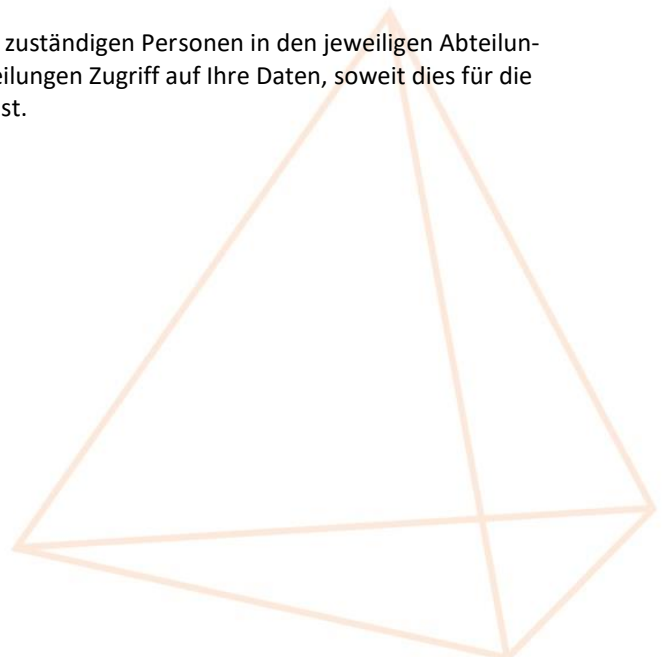 zuständigen Personen in den jeweiligen Abteilun-
eilungen Zugriff auf Ihre Daten, soweit dies für die
st.